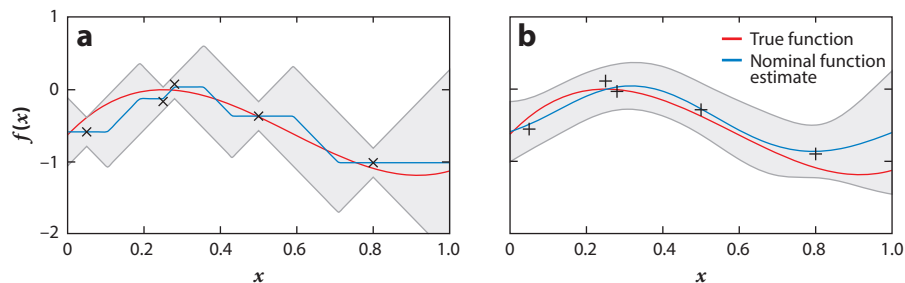 a
1
0
−1
−2
f(x)
0
0.2
0.4
0.6
0.8
1.0
x
b
True function
Nominal function
estimate
0
0.2
0.4
0.6
0.8
1.0
x